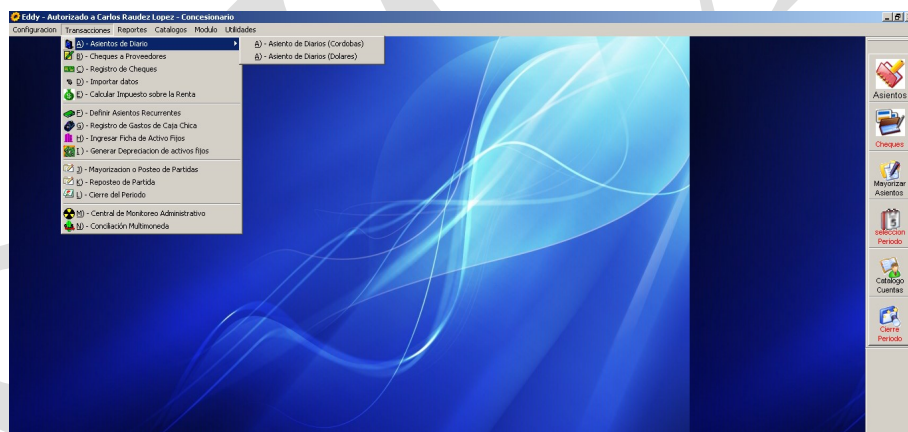 Eddy - Autorizado a Carlos Raudez Lopez - Concesionario
Configuracion Transacciones Reportes Catalogos Modulo Utilidades
A) - Asientos de Diario
B) - Cheques a Proveedores
C) - Registro de Cheques
D) - Importar datos
E) - Calcular Impuesto sobre la Renta
F) - Definir Asientos Recurrentes
G) - Registro de Gastos de Caja Chica
H) - Ingresar Ficha de Activo Fijos
I) - Generar Depreciacion de activos fijos
J) - Mayorizacion o Posteo de Partidas
K) - Reposteo de Partida
L) - Cierre del Periodo
M) - Central de Monitoreo Administrativo
N) - Conciliación Multimoneda
A) - Asiento de Diarios (Cordobas)
A) - Asiento de Diarios (Dolares)
Asientos
Cheques
Mayorizar
Asientos
seleccion
Periodo
Catalogo
Cuentas
Cierre
Periodo